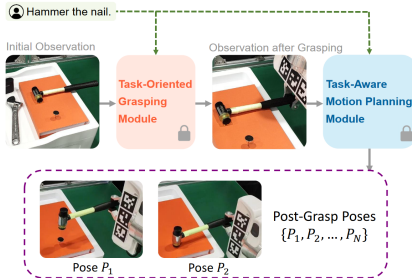 Hammer the nail.
Initial Observation
Observation after Grasping
Task-Oriented
Grasping
Module
Task-Aware
Motion Planning
Module
Post-Grasp Poses
{P₁, P₂, ..., P_N}
Pose P₁
Pose P₂